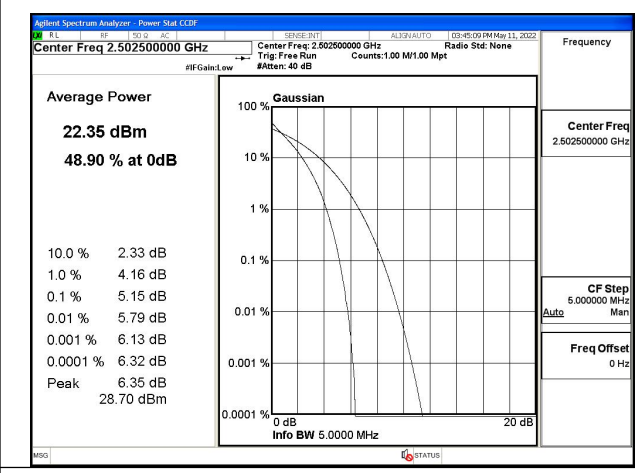 Agilent Spectrum Analyzer - Power Stat CCDF
RL RF 50 Ω AC SENSE:INT ALIGN AUTO 03:45:09 PM May 11, 2022
Center Freq 2.502500000 GHz
Center Freq: 2.502500000 GHz Radio Std: None
Trig: Free Run Counts:1.00 M/1.00 Mpt
#IFGain:Low #Atten: 40 dB
Frequency
Average Power
22.35 dBm
48.90 % at 0dB
10.0 % 2.33 dB
1.0 % 4.16 dB
0.1 % 5.15 dB
0.01 % 5.79 dB
0.001 % 6.13 dB
0.0001 % 6.32 dB
Peak 6.35 dB
28.70 dBm
Gaussian
100 %
10 %
1 %
0.1 %
0.01 %
0.001 %
0.0001 %
0 dB 20 dB
Info BW 5.0000 MHz
Center Freq
2.502500000 GHz
CF Step
5.000000 MHz
Auto Man
Freq Offset
0 Hz
MSG STATUS